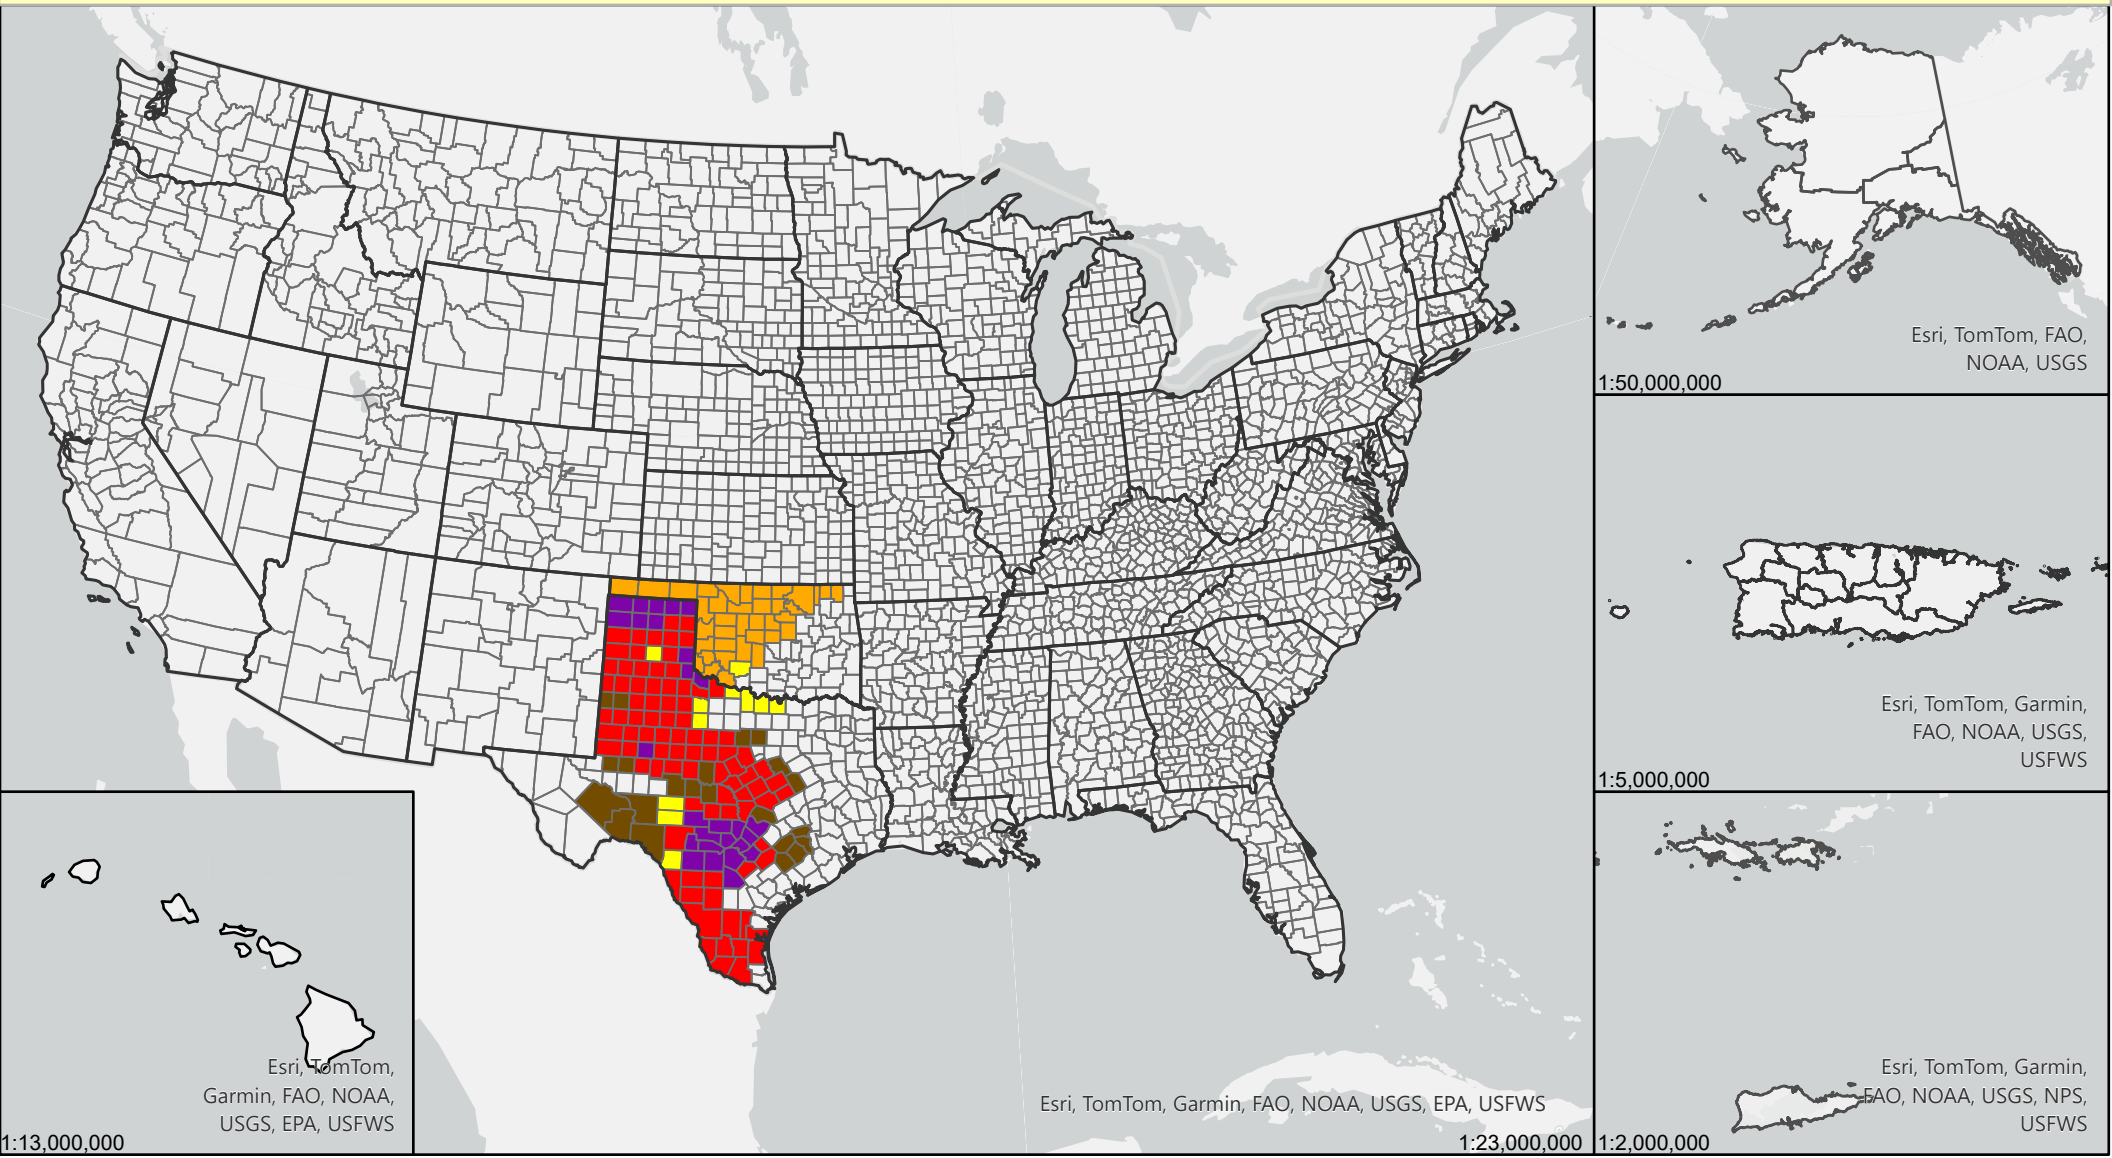 Esri, TomTom, FAO,
NOAA, USGS
1:50,000,000
Esri, TomTom, Garmin,
FAO, NOAA, USGS,
USFWS
1:5,000,000
Esri, TomTom,
Garmin, FAO, NOAA,
USGS, EPA, USFWS
1:13,000,000
Esri, TomTom, Garmin, FAO, NOAA, USGS, EPA, USFWS
1:23,000,000
Esri, TomTom, Garmin,
FAO, NOAA, USGS, NPS,
USFWS
1:2,000,000